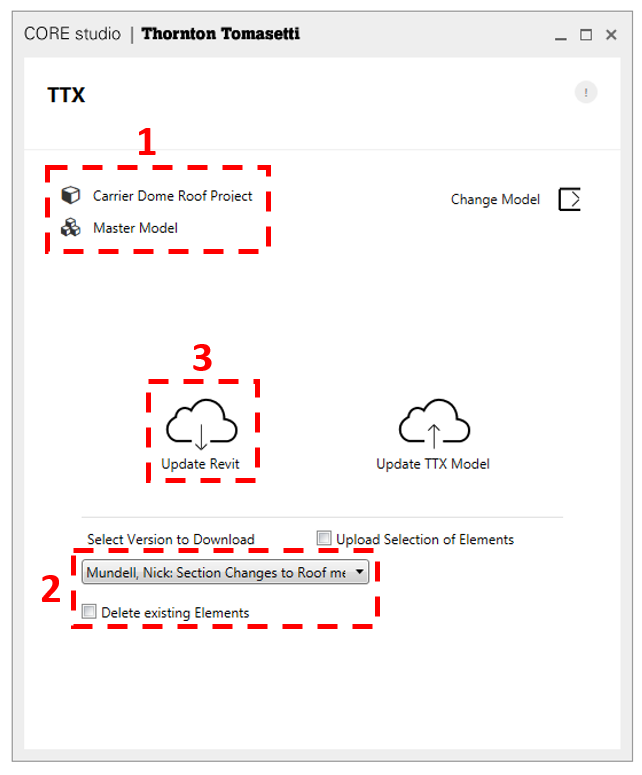 CORE studio | Thornton Tomasetti
TTX
!
1
Carrier Dome Roof Project
Master Model
Change Model
3
Update Revit
Update TTX Model
Select Version to Download
Upload Selection of Elements
2
Mundell, Nick: Section Changes to Roof me
Delete existing Elements